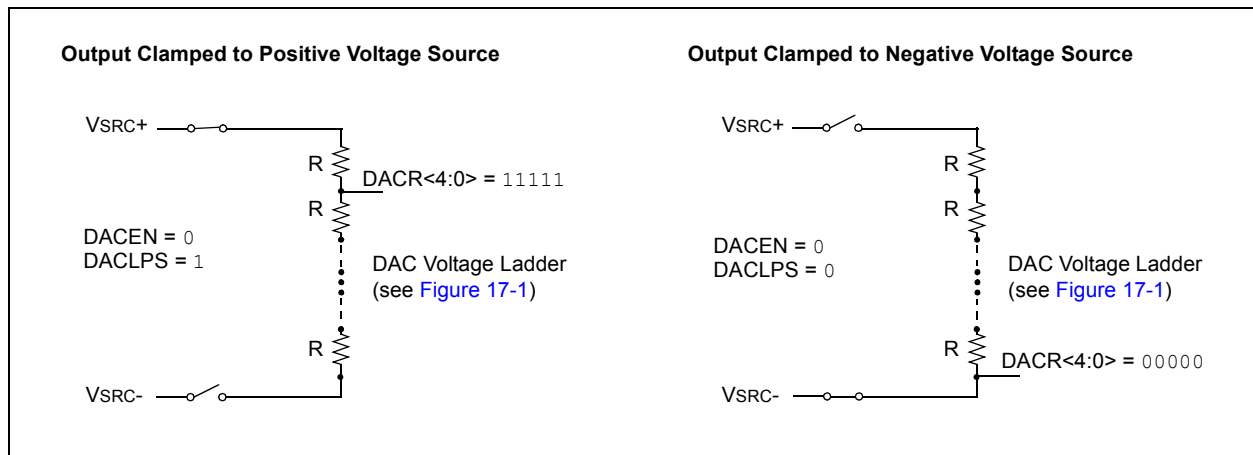 Output Clamped to Positive Voltage Source
VSRC+
R
DACR<4:0> = 11111
R
DACEN = 0
DACLPS = 1
DAC Voltage Ladder
(see Figure 17-1)
R
VSRC-
Output Clamped to Negative Voltage Source
VSRC+
R
R
DACEN = 0
DACLPS = 0
DAC Voltage Ladder
(see Figure 17-1)
R
DACR<4:0> = 00000
VSRC-